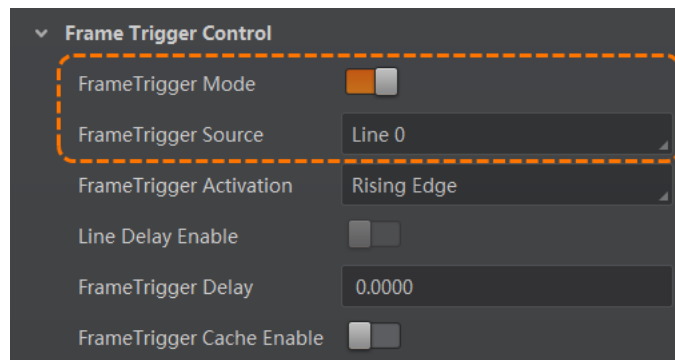 Frame Trigger Control
FrameTrigger Mode
FrameTrigger Source Line 0
FrameTrigger Activation Rising Edge
Line Delay Enable
FrameTrigger Delay 0.0000
FrameTrigger Cache Enable